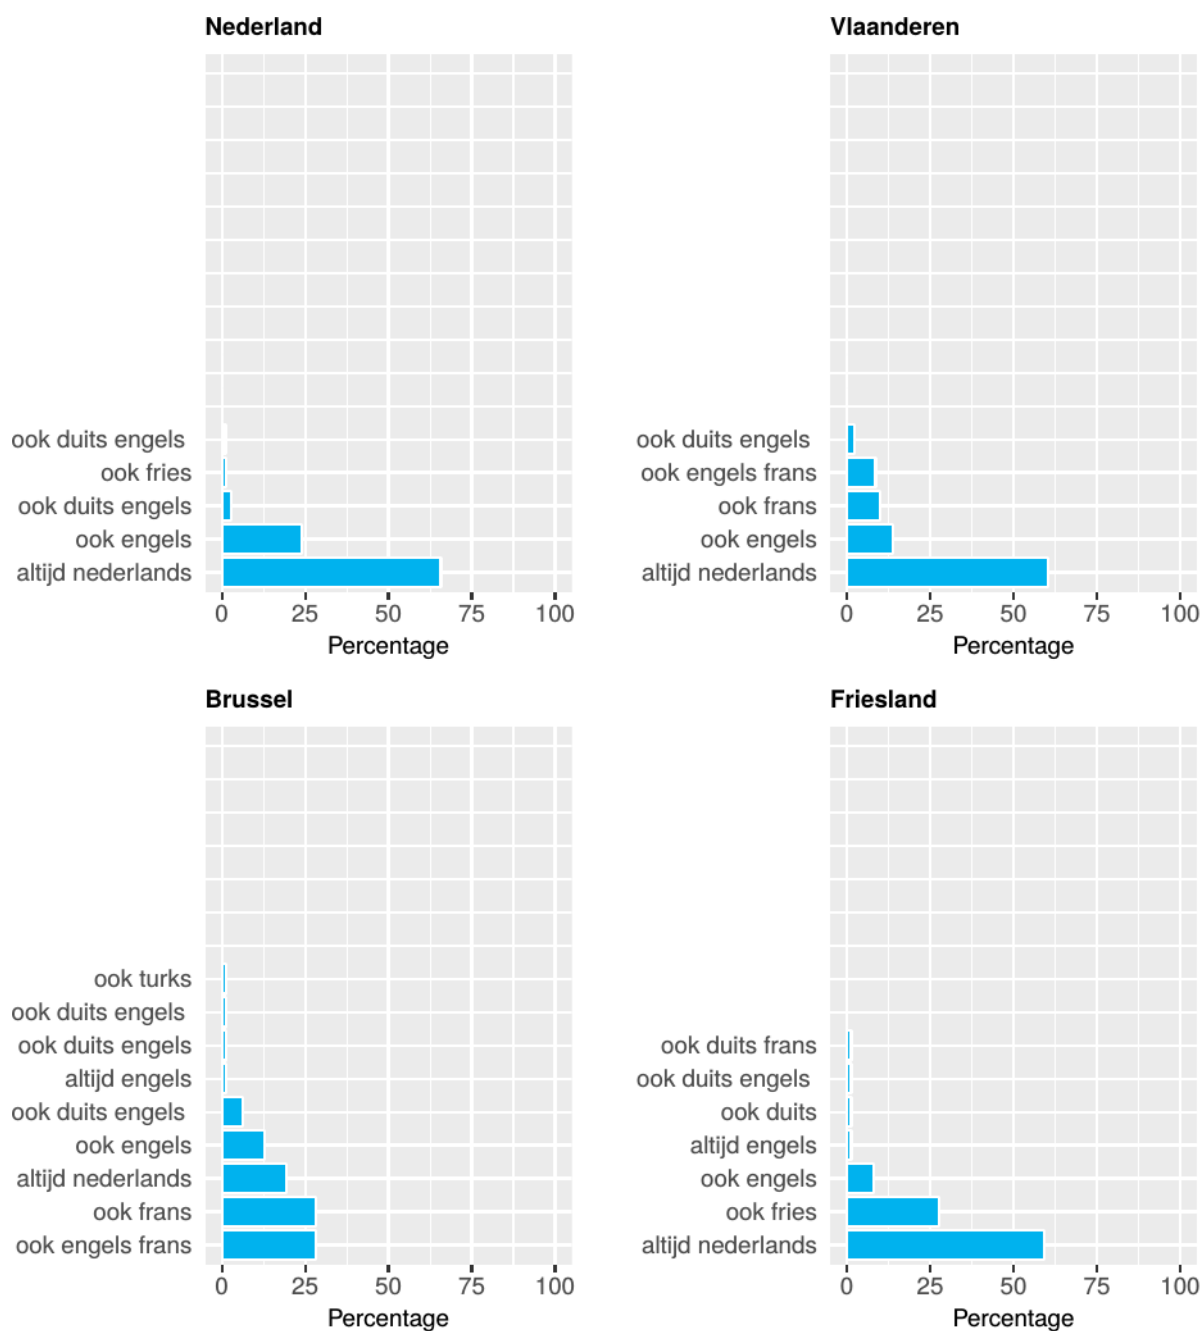 Nederland
ook duits engels
ook fries
ook duits engels
ook engels
altijd nederlands
0 25 50 75 100
Percentage
Vlaanderen
ook duits engels
ook engels frans
ook frans
ook engels
altijd nederlands
0 25 50 75 100
Percentage
Brussel
ook turks
ook duits engels
ook duits engels
altijd engels
ook duits engels
ook engels
altijd nederlands
ook frans
ook engels frans
0 25 50 75 100
Percentage
Friesland
ook duits frans
ook duits engels
ook duits
altijd engels
ook engels
ook fries
altijd nederlands
0 25 50 75 100
Percentage